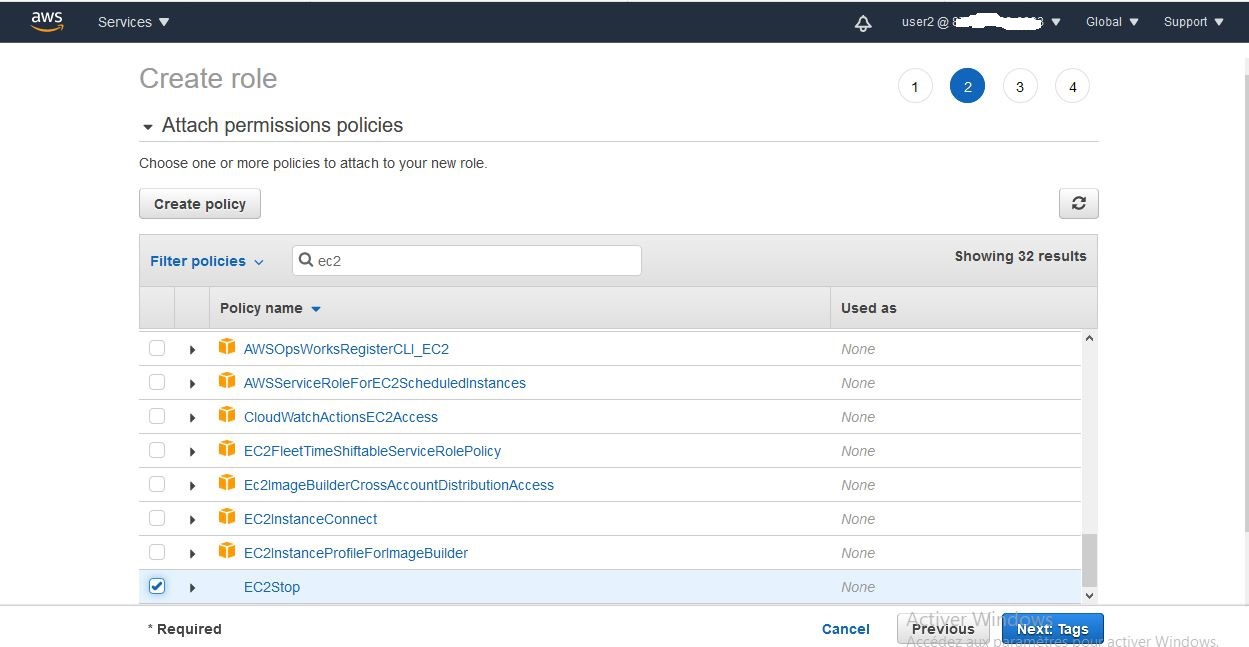 aws Services user2 @ Global Support
Create role 1 2 3 4
Attach permissions policies
Choose one or more policies to attach to your new role.
Create policy
Filter policies ec2 Showing 32 results
Policy name Used as
AWSOpsWorksRegisterCLI_EC2 None
AWSServiceRoleForEC2ScheduledInstances None
CloudWatchActionsEC2Access None
EC2FleetTimeShiftableServiceRolePolicy None
Ec2ImageBuilderCrossAccountDistributionAccess None
EC2InstanceConnect None
EC2InstanceProfileForImageBuilder None
EC2Stop None
* Required Cancel Previous Next: Tags
Activer Windows
Accédez aux paramètres pour activer Windows.